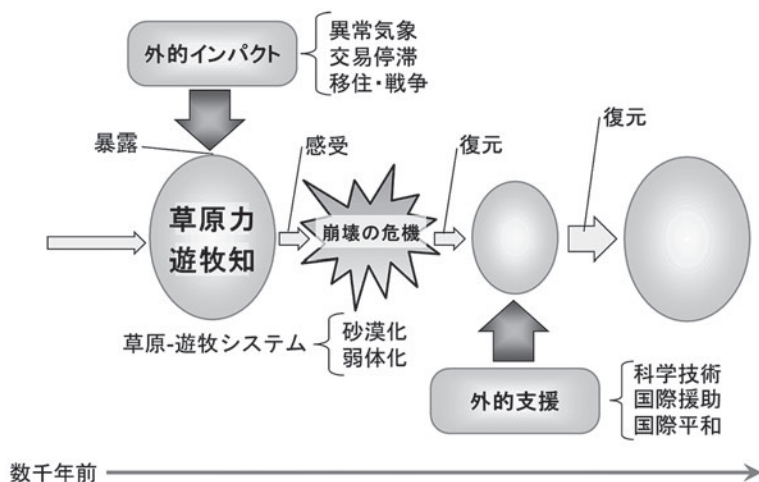 外的インパクト
異常気象
交易停滞
移住・戦争
暴露
感受
復元
復元
草原力
遊牧知
崩壊の危機
草原-遊牧システム
砂漠化
弱体化
外的支援
科学技術
国際援助
国際平和
数千年前